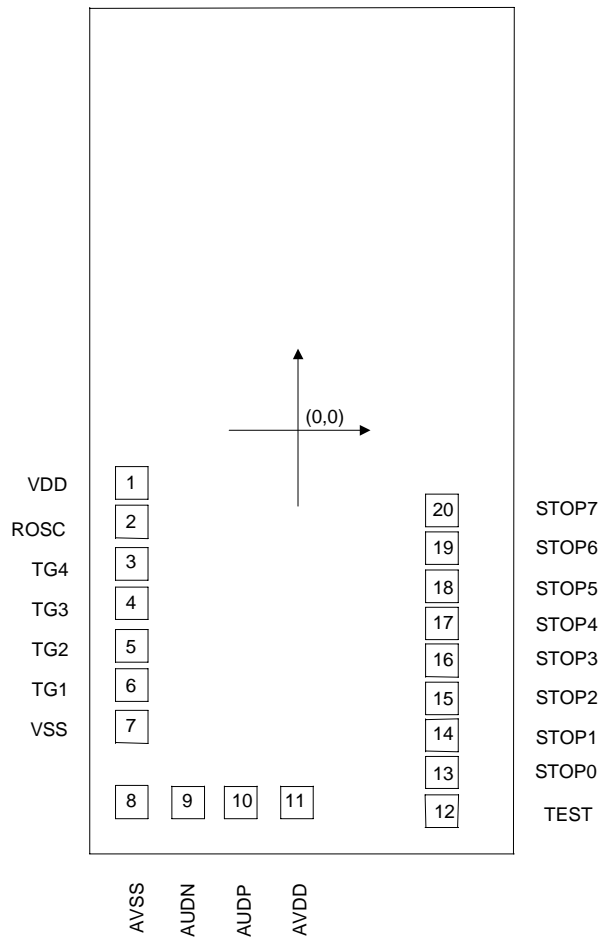 (0,0)
VDD 1
ROSC 2
TG4 3
TG3 4
TG2 5
TG1 6
VSS 7
20 STOP7
19 STOP6
18 STOP5
17 STOP4
16 STOP3
15 STOP2
14 STOP1
13 STOP0
12 TEST
8 9 10 11
AVSS
AUDN
AUDP
AVDD